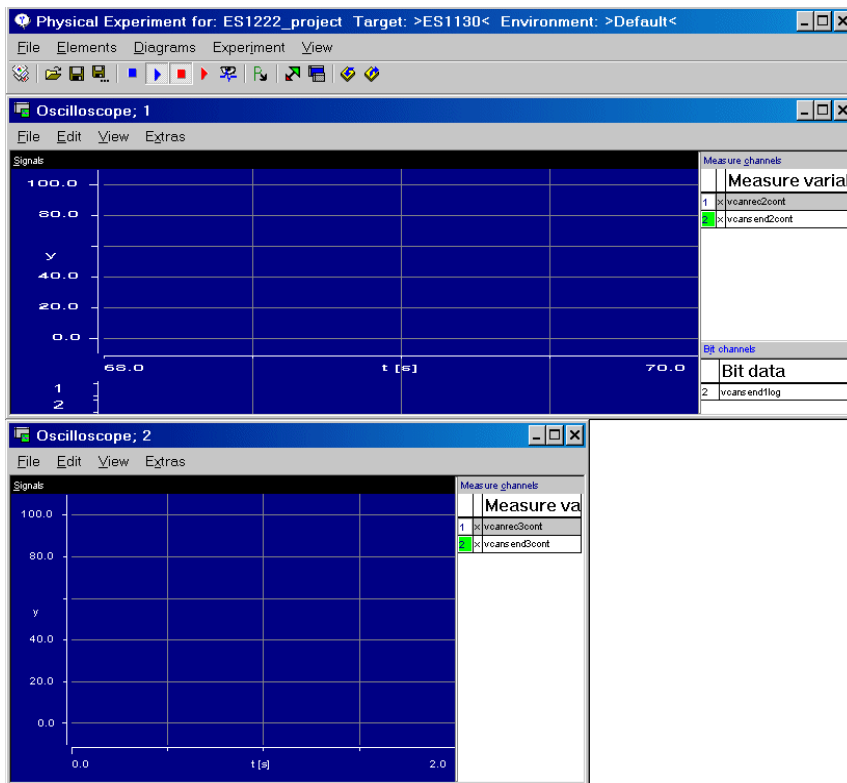 Physical Experiment for: ES1222_project Target: >ES1130< Environment: >Default<
File Elements Diagrams Experiment View
Oscilloscope; 1
File Edit View Extras
Signals
Measure channels
Measure varial
1 x vcanrec2cont
2 x vcansend2cont
100.0
80.0
y
40.0
20.0
0.0
68.0 t [s] 70.0
1
2
Bit channels
Bit data
2 vcansend1log
Oscilloscope; 2
File Edit View Extras
Signals
Measure channels
Measure va
1 x vcanrec3cont
2 x vcansend3cont
100.0
80.0
y
40.0
20.0
0.0
0.0 t [s] 2.0